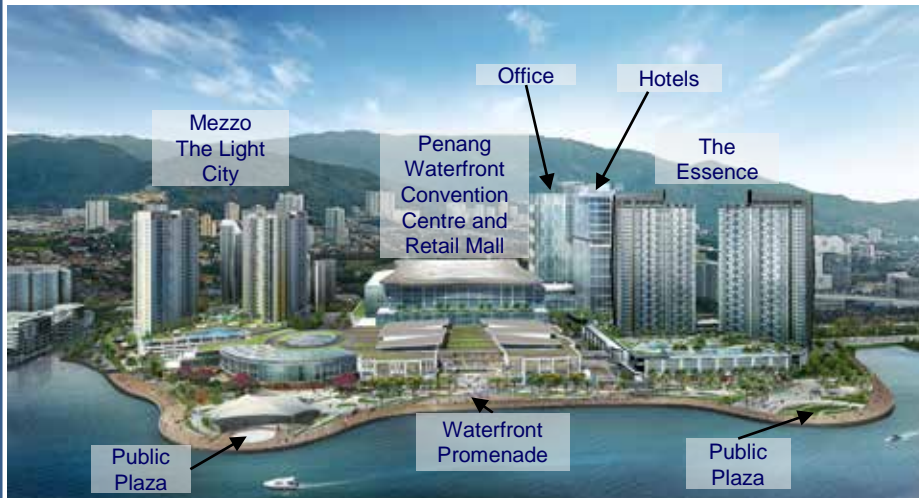 Office
Hotels
Mezzo
The Light
City
Penang
Waterfront
Convention
Centre and
Retail Mall
The
Essence
Public
Plaza
Waterfront
Promenade
Public
Plaza